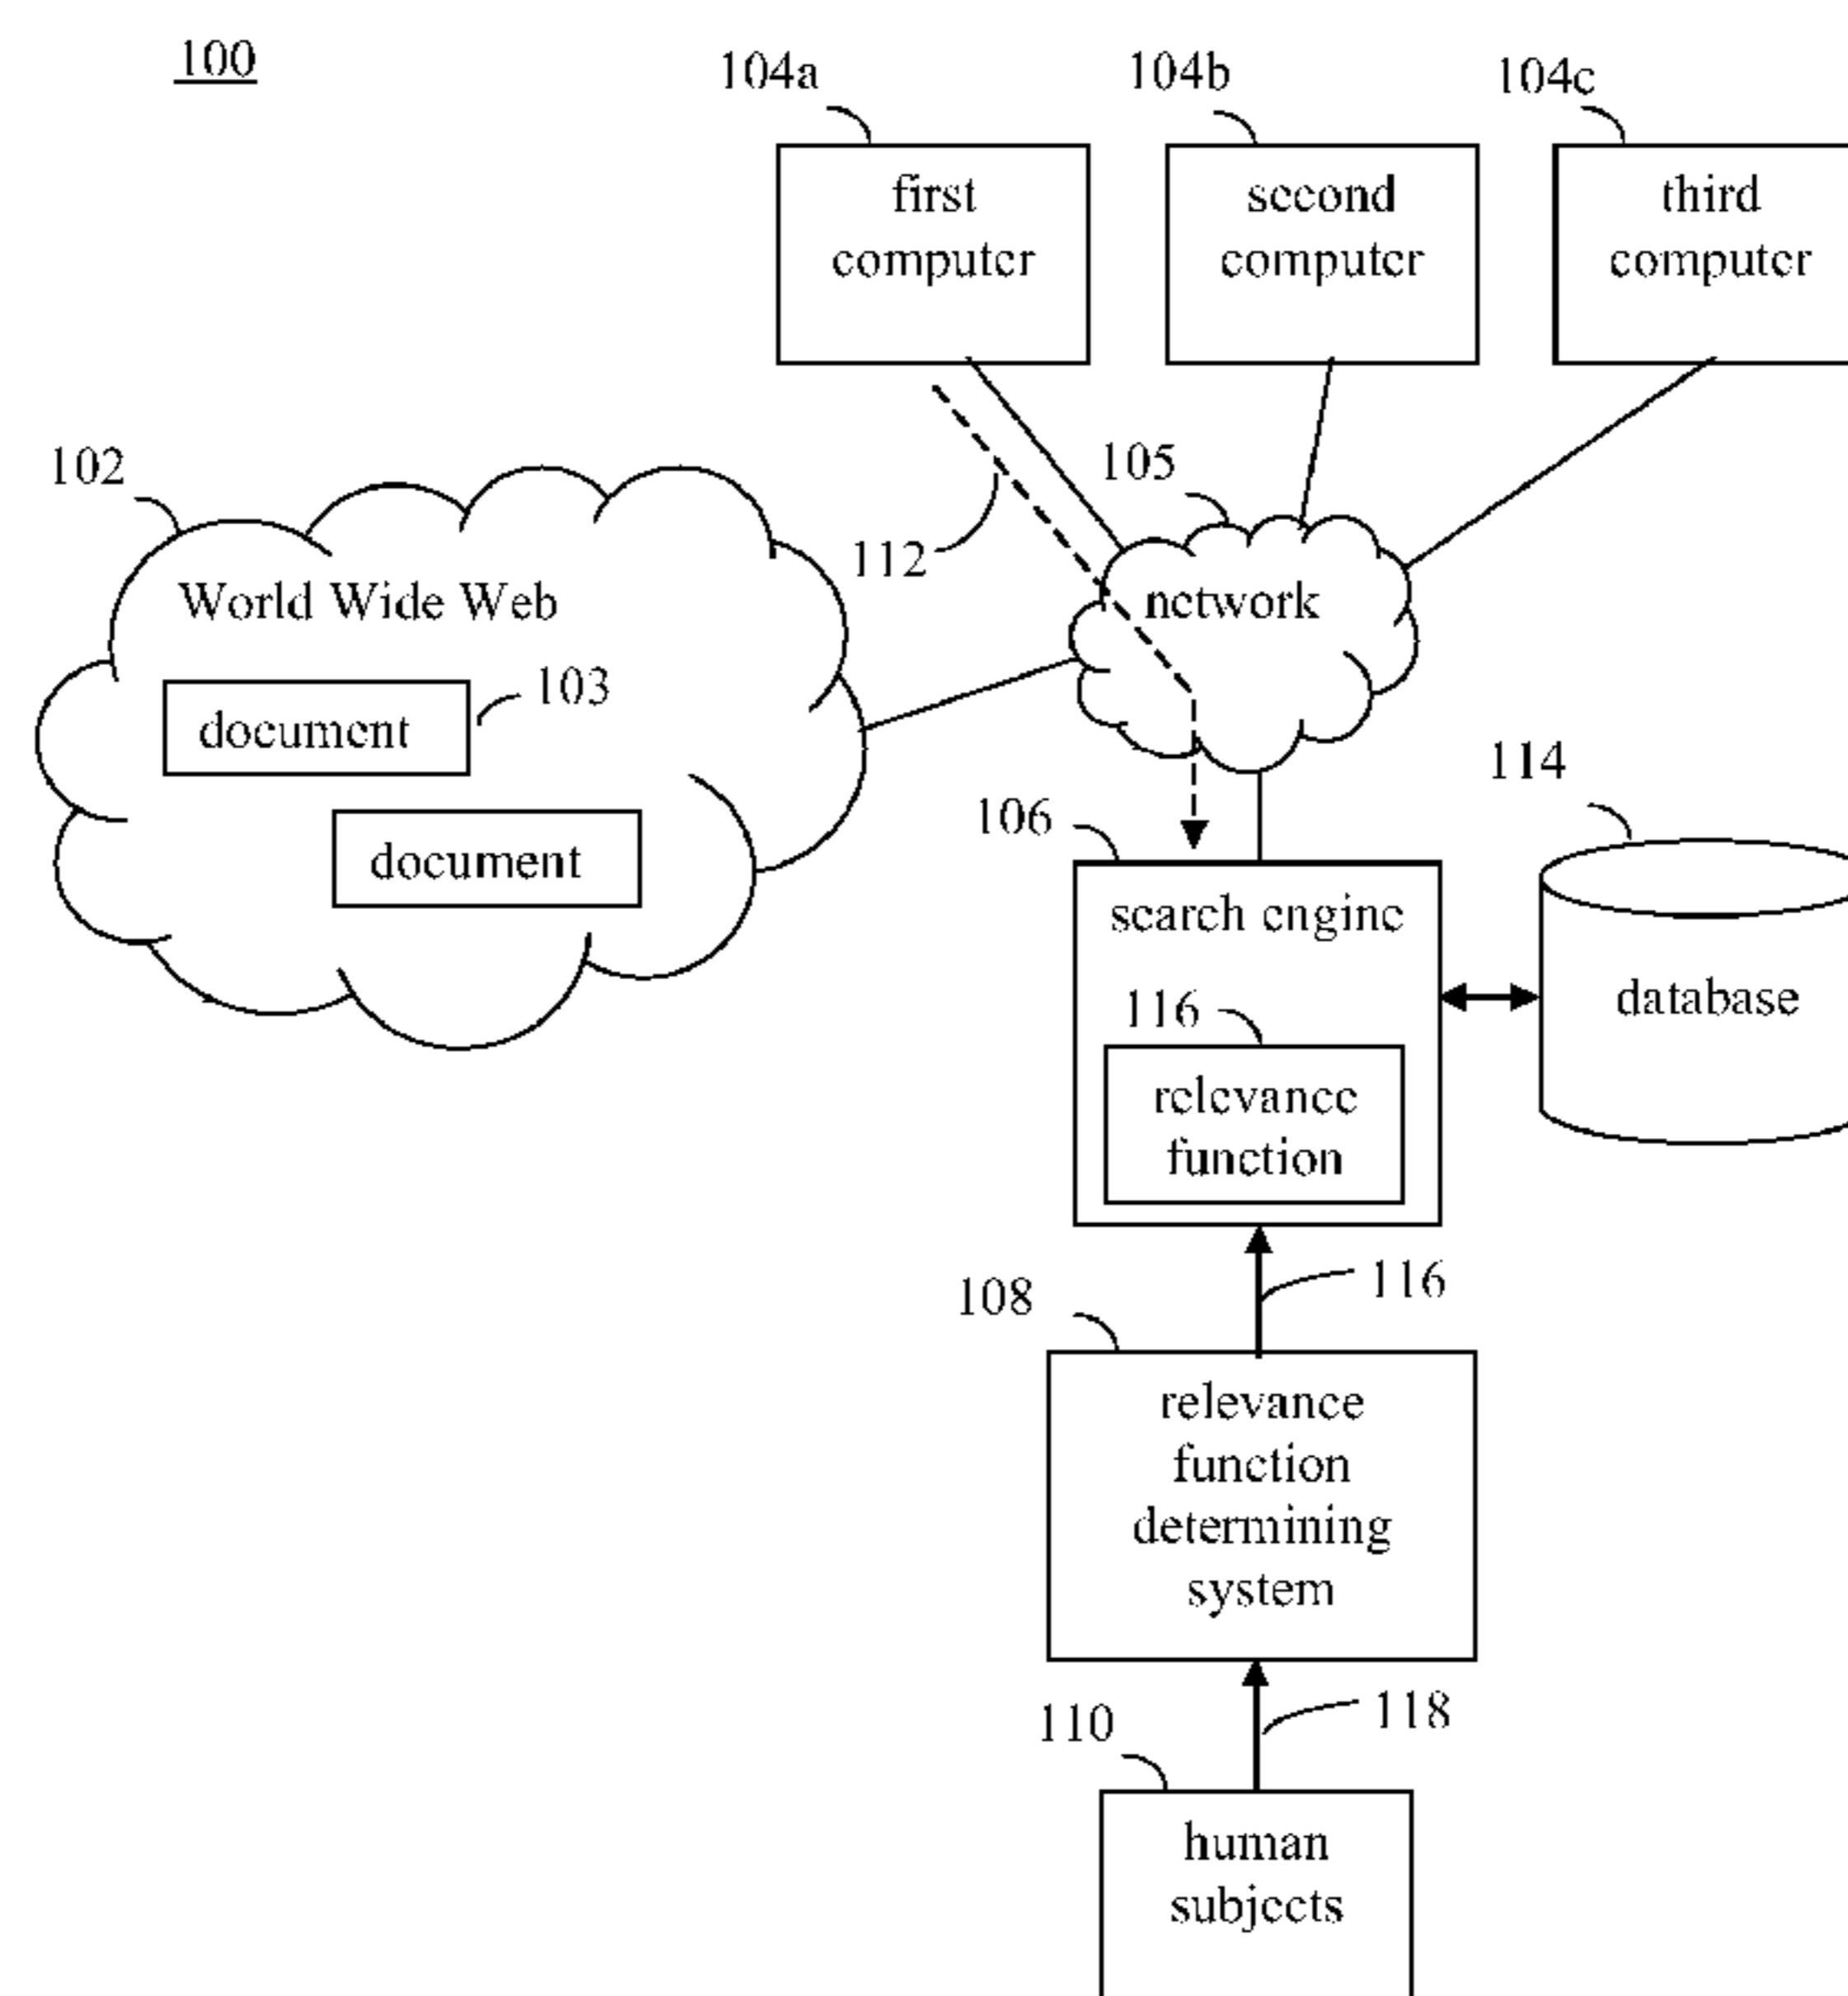 100
104a
104b
104c
first
computer
second
computer
third
computer
102
105
112
World Wide Web
network
document
103
document
114
106
search engine
database
116
relevance
function
116
108
relevance
function
determining
system
118
110
human
subjects